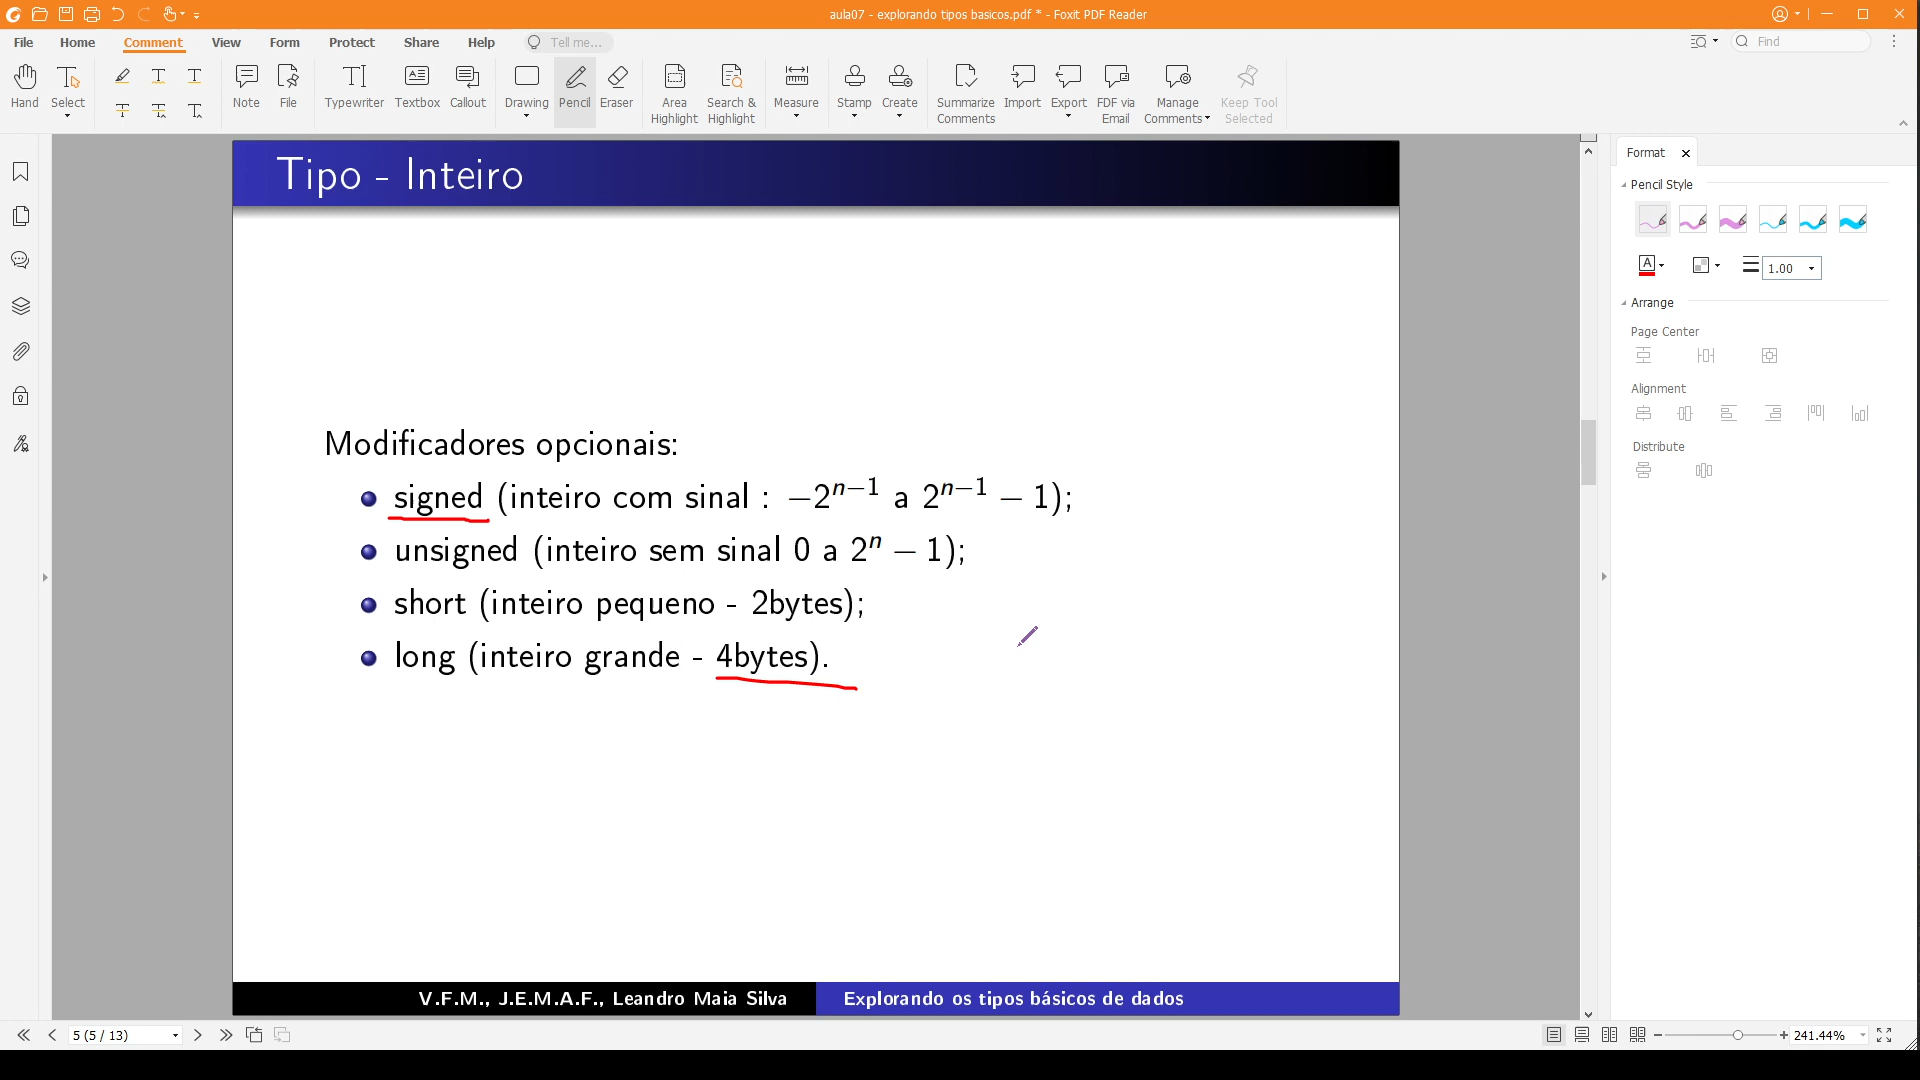 aula07 - explorando tipos basicos.pdf * - Foxit PDF Reader
File Home Comment View Form Protect Share Help Tell me... Find
Hand Select Note File Typewriter Textbox Callout Drawing Pencil Eraser Area Highlight Search & Highlight Measure Stamp Create Summarize Comments Import Export FDF via Email Manage Comments Keep Tool Selected
Format
Pencil Style
A 1.00
Arrange
Page Center
Alignment
Distribute
Tipo - Inteiro
Modificadores opcionais:
signed (inteiro com sinal : −2ⁿ⁻¹ a 2ⁿ⁻¹ − 1);
unsigned (inteiro sem sinal 0 a 2ⁿ − 1);
short (inteiro pequeno - 2bytes);
long (inteiro grande - 4bytes).
V.F.M., J.E.M.A.F., Leandro Maia Silva Explorando os tipos básicos de dados
5 (5 / 13) 241.44%